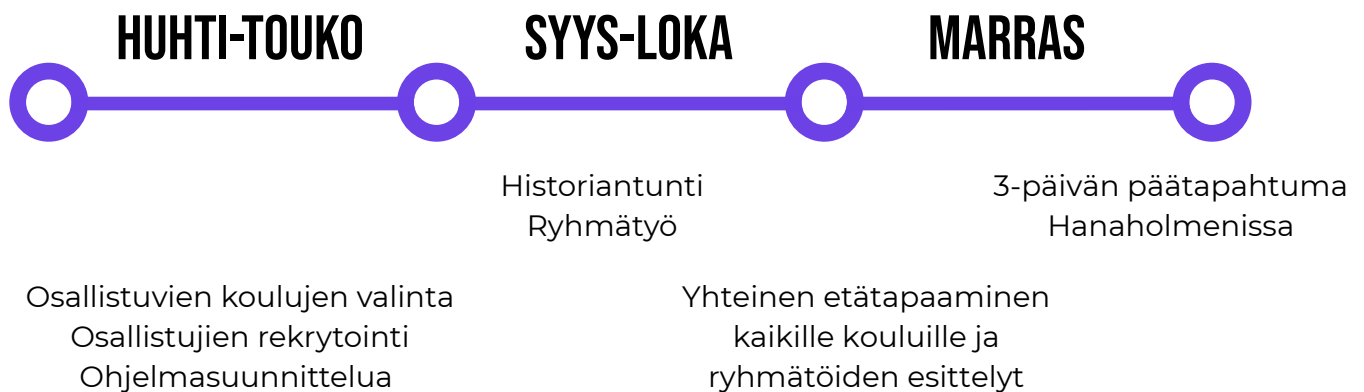 HUHTI-TOUKO
SYYS-LOKA
MARRAS
Historiantunti
Ryhmätyö
3-päivän päätapahtuma
Hanaholmenissa
Osallistuvien koulujen valinta
Osallistujien rekrytointi
Ohjelmasuunnittelua
Yhteinen etätapaaminen
kaikille kouluille ja
ryhmätöiden esittelyt